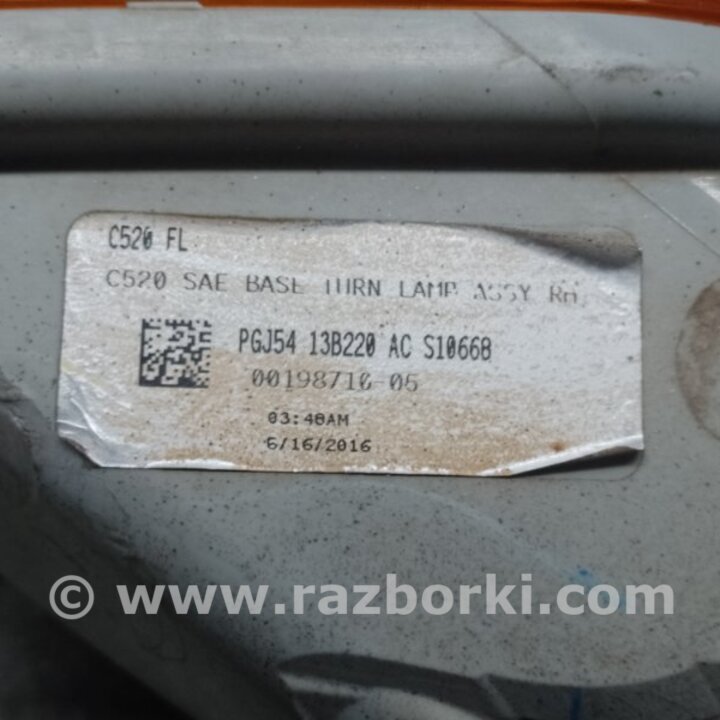 C520 FL
C520 SAE BASE TURN LAMP ASSY RH
PGJ54 13B220 AC S10668
00198710-05
03:48AM
6/16/2016
© www.razborki.com